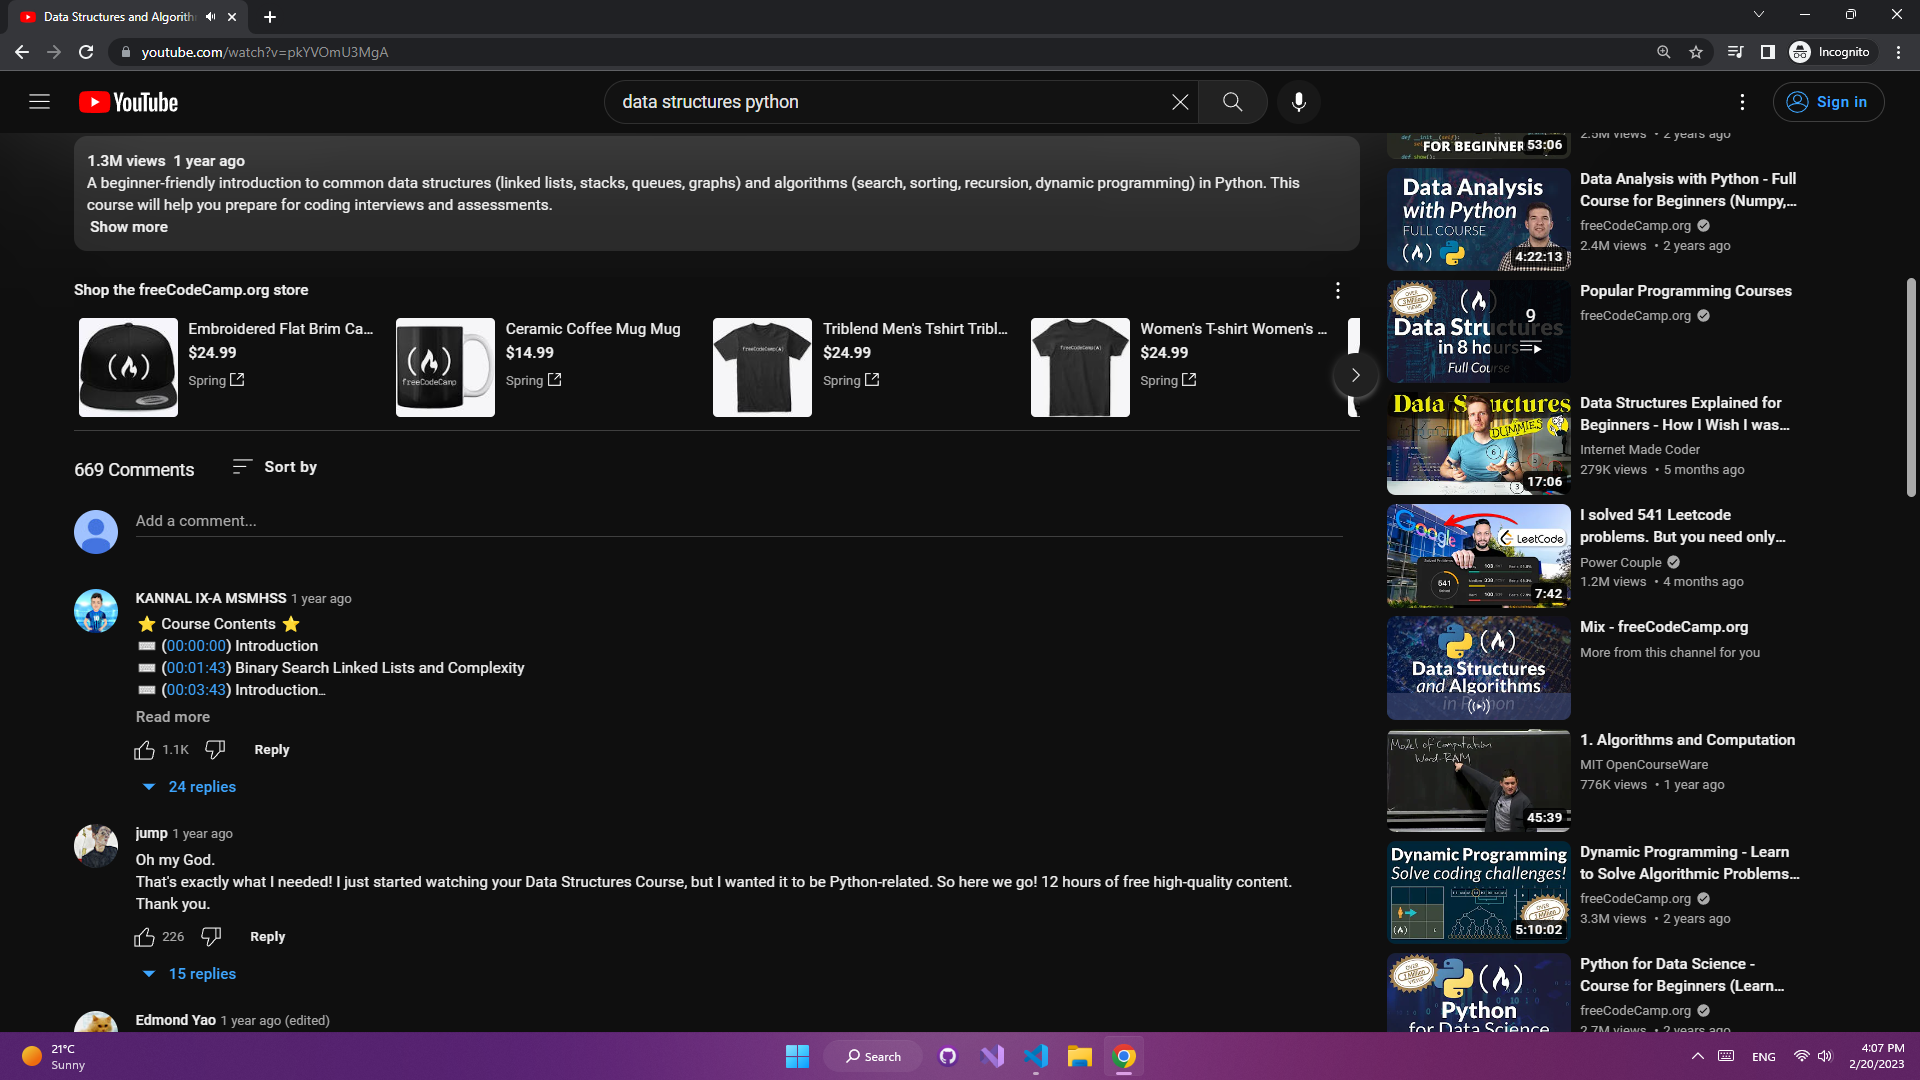 Data Structures and Algorith
youtube.com/watch?v=pkYVOmU3MgA
Incognito
YouTube
data structures python
Sign in
1.3M views 1 year ago
A beginner-friendly introduction to common data structures (linked lists, stacks, queues, graphs) and algorithms (search, sorting, recursion, dynamic programming) in Python. This
course will help you prepare for coding interviews and assessments.
Show more
Shop the freeCodeCamp.org store
Embroidered Flat Brim Ca...
$24.99
Spring
freeCodeCamp
Ceramic Coffee Mug Mug
$14.99
Spring
freeCodeCamp(A)
Triblend Men's Tshirt Tribl...
$24.99
Spring
freeCodeCamp(A)
Women's T-shirt Women's ...
$24.99
Spring
669 Comments
Sort by
Add a comment...
KANNAL IX-A MSMHSS 1 year ago
⭐ Course Contents ⭐
⌨️ (00:00:00) Introduction
⌨️ (00:01:43) Binary Search Linked Lists and Complexity
⌨️ (00:03:43) Introduction…
Read more
1.1K
Reply
24 replies
jump 1 year ago
Oh my God.
That's exactly what I needed! I just started watching your Data Structures Course, but I wanted it to be Python-related. So here we go! 12 hours of free high-quality content.
Thank you.
226
Reply
15 replies
Edmond Yao 1 year ago (edited)
FOR BEGINNER
53:06
2.5M views • 2 years ago
Data Analysis
with Python
FULL COURSE
4:22:13
Data Analysis with Python - Full
Course for Beginners (Numpy,...
freeCodeCamp.org
2.4M views • 2 years ago
Data Structures
in 8 hours
Full Course
9
Popular Programming Courses
freeCodeCamp.org
Data Structures
DUMMIES
17:06
Data Structures Explained for
Beginners - How I Wish I was...
Internet Made Coder
279K views • 5 months ago
Google
LeetCode
541
7:42
I solved 541 Leetcode
problems. But you need only...
Power Couple
1.2M views • 4 months ago
Data Structures
and Algorithms
in Python
Mix - freeCodeCamp.org
More from this channel for you
Model of Computation
Word-RAM
45:39
1. Algorithms and Computation
MIT OpenCourseWare
776K views • 1 year ago
Dynamic Programming
Solve coding challenges!
5:10:02
Dynamic Programming - Learn
to Solve Algorithmic Problems...
freeCodeCamp.org
3.3M views • 2 years ago
Python
for Data Science
Python for Data Science -
Course for Beginners (Learn...
freeCodeCamp.org
2.7M views • 2 years ago
21°C
Sunny
Search
ENG
4:07 PM
2/20/2023